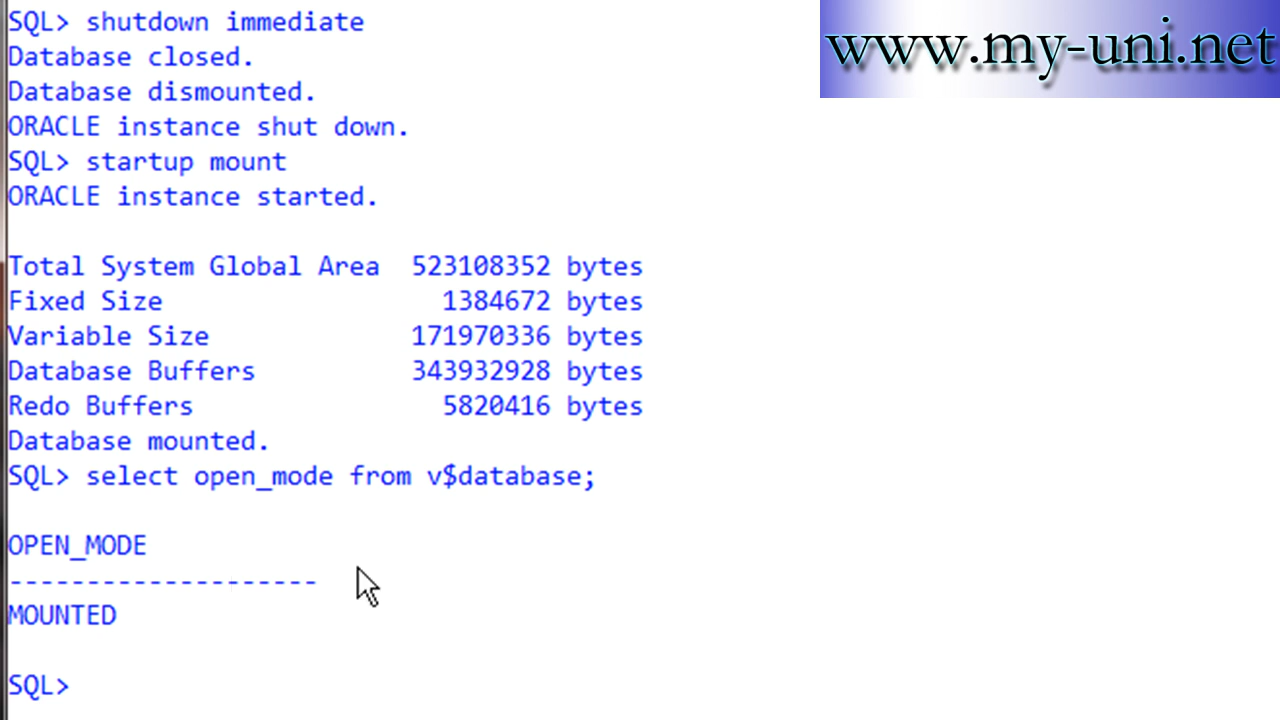 SQL> shutdown immediate
Database closed.
Database dismounted.
ORACLE instance shut down.
SQL> startup mount
ORACLE instance started.
Total System Global Area  523108352 bytes
Fixed Size                  1384672 bytes
Variable Size             171970336 bytes
Database Buffers          343932928 bytes
Redo Buffers                5820416 bytes
Database mounted.
SQL> select open_mode from v$database;
OPEN_MODE
--------------------
MOUNTED
SQL>
www.my-uni.net